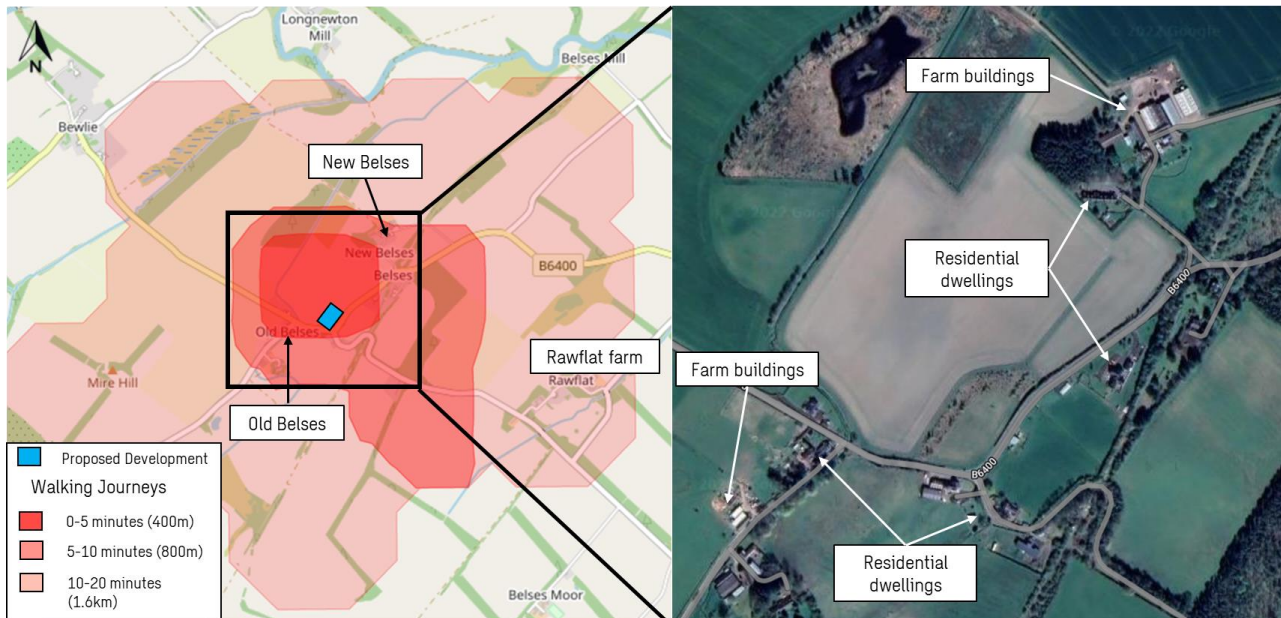 Longnewton
Mill
Belses Mill
Bewlie
N
New Belses
New Belses
Belses
B6400
Old Belses
Rawflat farm
Rawflat
Mire Hill
Old Belses
Belses Moor
Proposed Development
Walking Journeys
0-5 minutes (400m)
5-10 minutes (800m)
10-20 minutes
(1.6km)
Farm buildings
Residential
dwellings
B6400
Farm buildings
B6400
Residential
dwellings